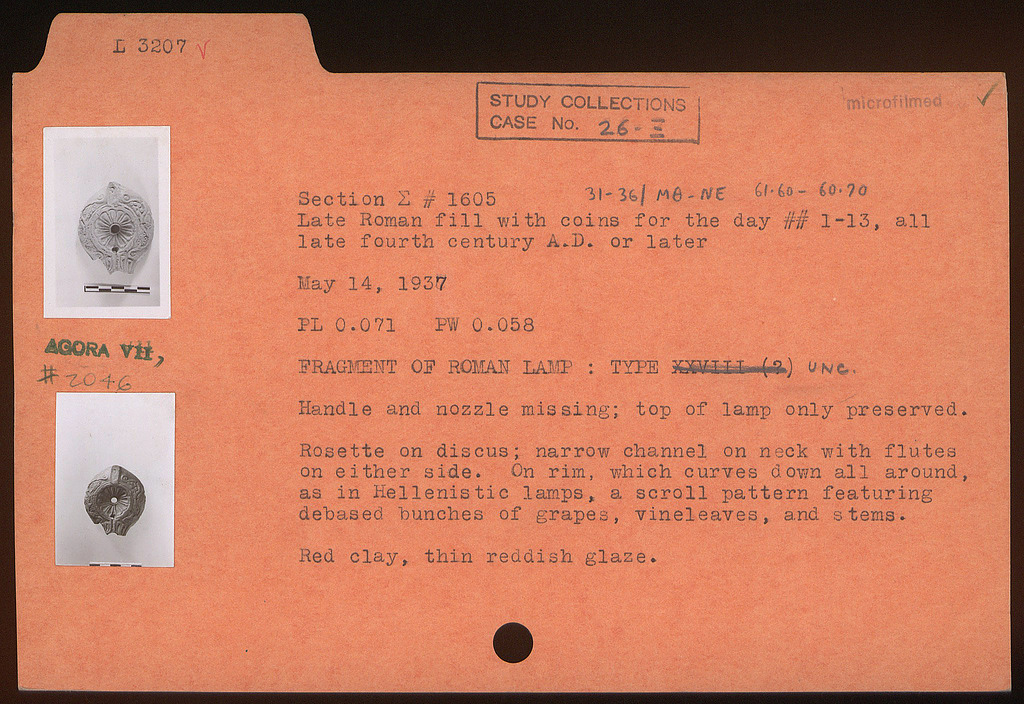 L 3207 √
STUDY COLLECTIONS
CASE No. 26-Ξ
microfilmed ✓
Section Σ # 1605 31-36/ ΜΘ-ΝΕ 61.60-60.70
Late Roman fill with coins for the day ## 1-13, all
late fourth century A.D. or later
May 14, 1937
PL 0.071 PW 0.058
AGORA VII,
# 2046
FRAGMENT OF ROMAN LAMP : TYPE XXVIII (?) UNC.
Handle and nozzle missing; top of lamp only preserved.
Rosette on discus; narrow channel on neck with flutes
on either side. On rim, which curves down all around,
as in Hellenistic lamps, a scroll pattern featuring
debased bunches of grapes, vineleaves, and stems.
Red clay, thin reddish glaze.